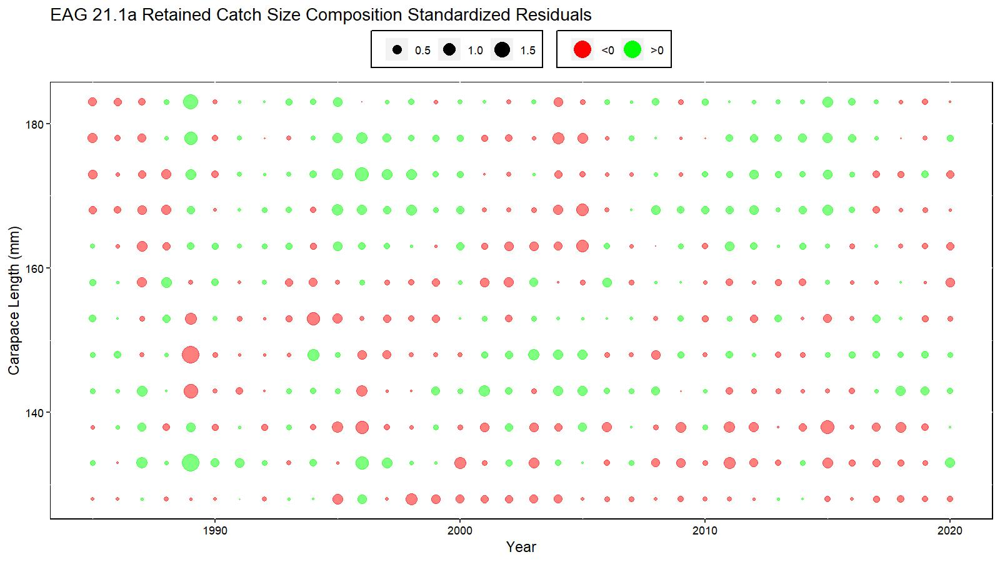 EAG 21.1a Retained Catch Size Composition Standardized Residuals
0.5 1.0 1.5 <0 >0
180
160
140
Carapace Length (mm)
1990 2000 2010 2020
Year